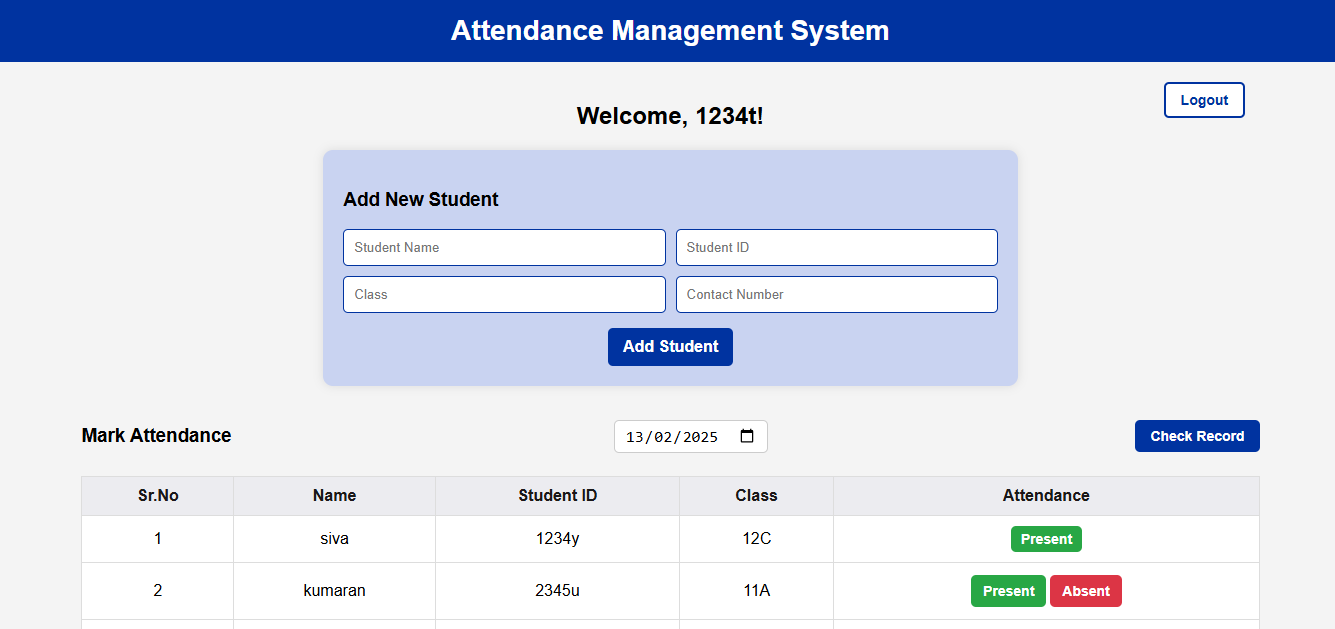 Attendance Management System
Logout
Welcome, 1234t!
Add New Student
Student Name Student ID
Class Contact Number
Add Student
Mark Attendance 13/02/2025 Check Record
Sr.No Name Student ID Class Attendance
1 siva 1234y 12C Present
2 kumaran 2345u 11A Present Absent